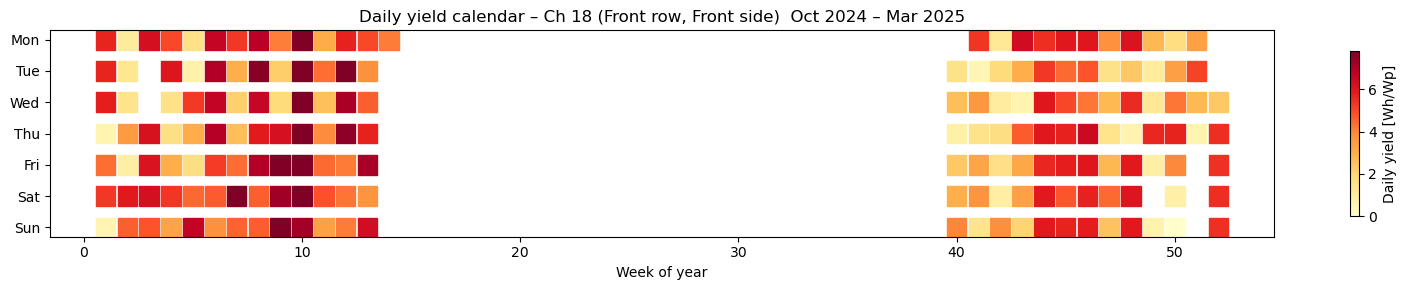 Daily yield calendar – Ch 18 (Front row, Front side)  Oct 2024 – Mar 2025
Mon
Tue
Wed
Thu
Fri
Sat
Sun
0 10 20 30 40 50
Week of year
6
4
2
0
Daily yield [Wh/Wp]